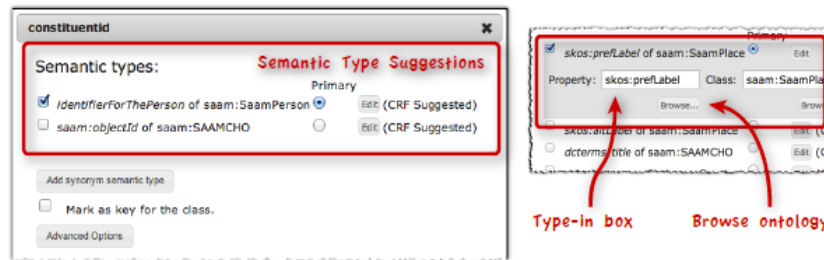 constituentid
Semantic types:
Semantic Type Suggestions
Primary
IdentifierForThePerson of saam:SaamPerson Edit (CRF Suggested)
saam:objectId of saam:SAAMCHO Edit (CRF Suggested)
Add synonym semantic type
Mark as key for the class.
Advanced Options
Primary
skos:prefLabel of saam:SaamPlace Edit
Property: skos:prefLabel Class: saam:SaamPla
Browse... Brows
skos:altLabel of saam:SaamPlace Edit (C
dcterms:title of saam:SAAMCHO Edit (C
Type-in box
Browse ontology